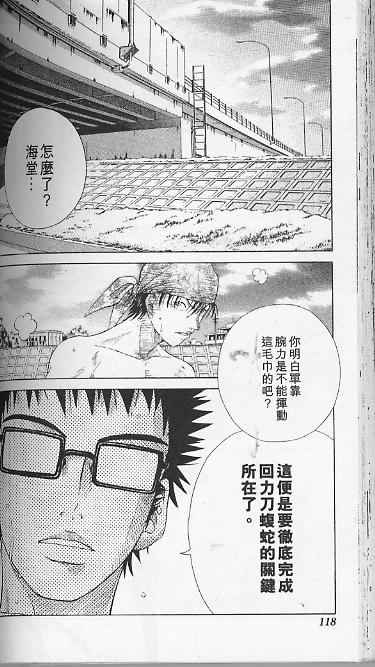 怎麼了？
海堂…
你明白單靠
腕力是不能揮動
這毛巾的吧？
這便是要徹底完成
回力刀蝮蛇的關鍵
所在了。
118